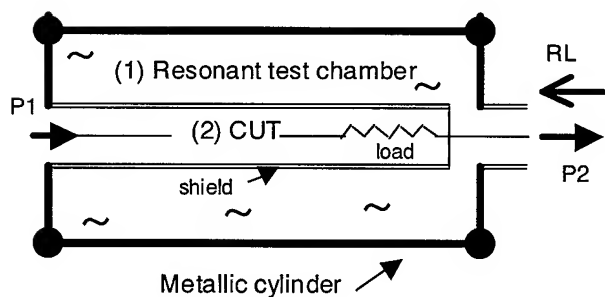 (1) Resonant test chamber
RL
P1
(2) CUT
load
P2
shield
Metallic cylinder